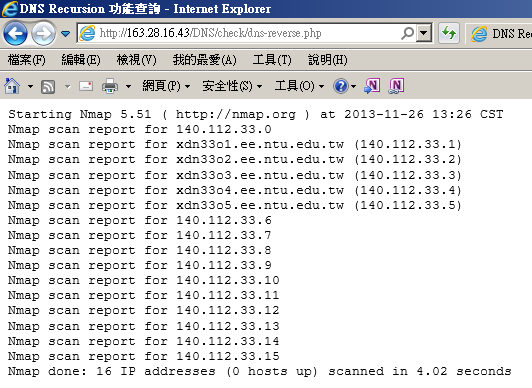 DNS Recursion 功能查詢 - Internet Explorer
http://163.28.16.43/DNS/check/dns-reverse.php
DNS Rec
檔案(F) 編輯(E) 檢視(V) 我的最愛(A) 工具(T) 說明(H)
網頁(P) 安全性(S) 工具(O)
Starting Nmap 5.51 ( http://nmap.org ) at 2013-11-26 13:26 CST
Nmap scan report for 140.112.33.0
Nmap scan report for xdn33o1.ee.ntu.edu.tw (140.112.33.1)
Nmap scan report for xdn33o2.ee.ntu.edu.tw (140.112.33.2)
Nmap scan report for xdn33o3.ee.ntu.edu.tw (140.112.33.3)
Nmap scan report for xdn33o4.ee.ntu.edu.tw (140.112.33.4)
Nmap scan report for xdn33o5.ee.ntu.edu.tw (140.112.33.5)
Nmap scan report for 140.112.33.6
Nmap scan report for 140.112.33.7
Nmap scan report for 140.112.33.8
Nmap scan report for 140.112.33.9
Nmap scan report for 140.112.33.10
Nmap scan report for 140.112.33.11
Nmap scan report for 140.112.33.12
Nmap scan report for 140.112.33.13
Nmap scan report for 140.112.33.14
Nmap scan report for 140.112.33.15
Nmap done: 16 IP addresses (0 hosts up) scanned in 4.02 seconds